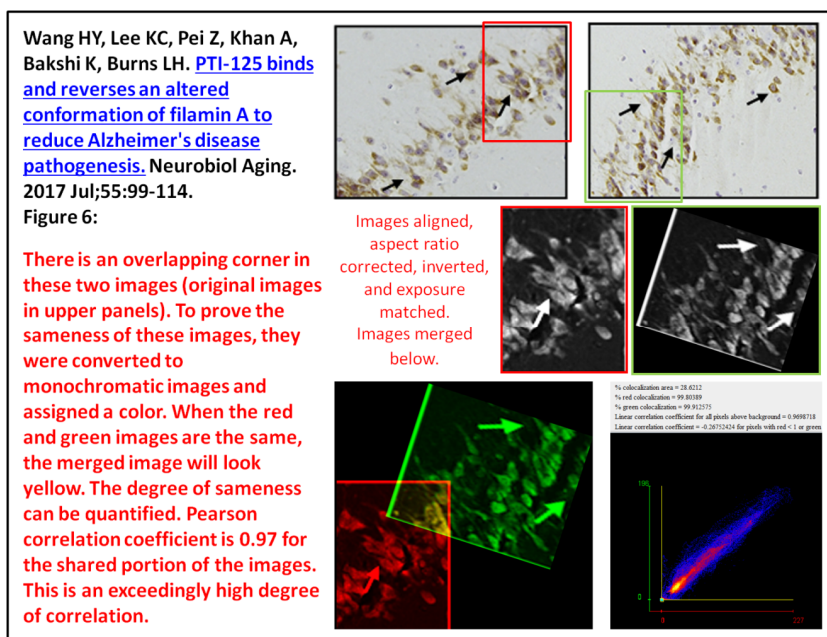 Wang HY, Lee KC, Pei Z, Khan A,
Bakshi K, Burns LH. PTI-125 binds
and reverses an altered
conformation of filamin A to
reduce Alzheimer's disease
pathogenesis. Neurobiol Aging.
2017 Jul;55:99-114.
Figure 6:
There is an overlapping corner in
these two images (original images
in upper panels). To prove the
sameness of these images, they
were converted to
monochromatic images and
assigned a color. When the red
and green images are the same,
the merged image will look
yellow. The degree of sameness
can be quantified. Pearson
correlation coefficient is 0.97 for
the shared portion of the images.
This is an exceedingly high degree
of correlation.
Images aligned,
aspect ratio
corrected, inverted,
and exposure
matched.
Images merged
below.
% colocalization area = 28.6212
% red colocalization = 99.80389
% green colocalization = 99.912575
Linear correlation coefficient for all pixels above background = 0.9698718
Linear correlation coefficient = -0.26752424 for pixels with red < 1 or green
196
0
0
227